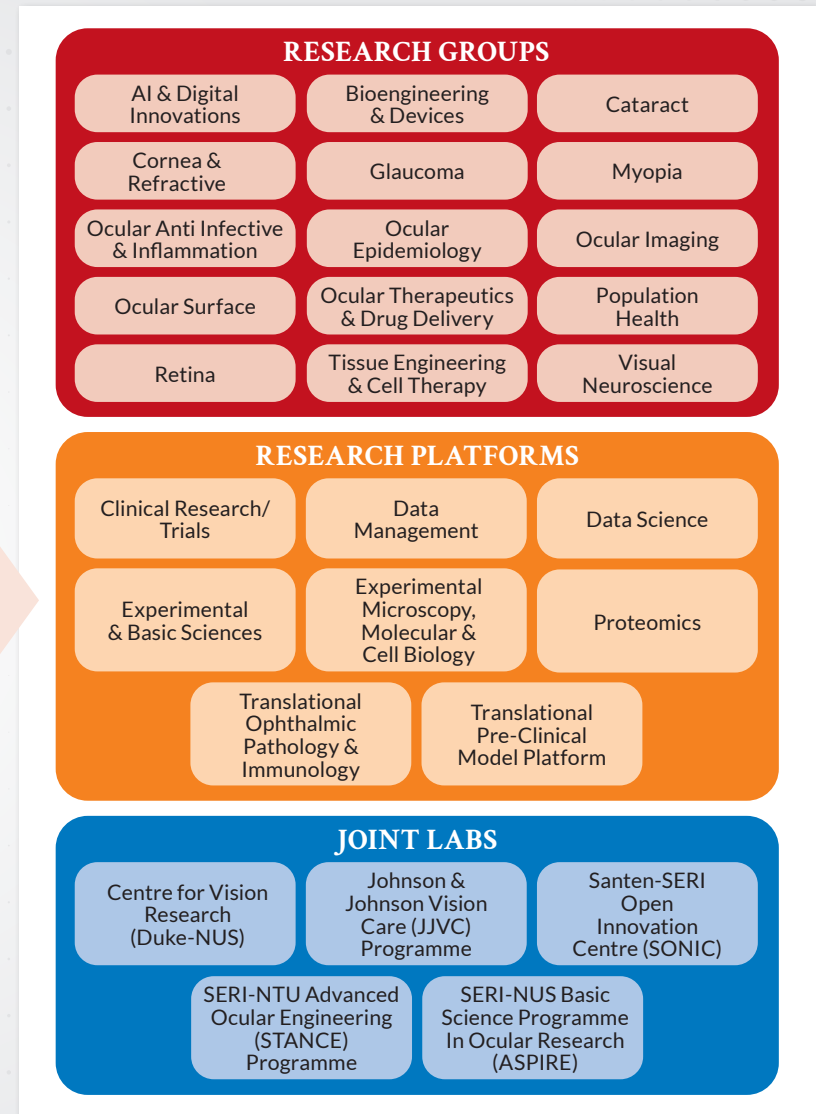 RESEARCH GROUPS
AI & Digital
Innovations
Bioengineering
& Devices
Cataract
Cornea &
Refractive
Glaucoma
Myopia
Ocular Anti Infective
& Inflammation
Ocular
Epidemiology
Ocular Imaging
Ocular Surface
Ocular Therapeutics
& Drug Delivery
Population
Health
Retina
Tissue Engineering
& Cell Therapy
Visual
Neuroscience
RESEARCH PLATFORMS
Clinical Research/
Trials
Data
Management
Data Science
Experimental
& Basic Sciences
Experimental
Microscopy,
Molecular &
Cell Biology
Proteomics
Translational
Ophthalmic
Pathology &
Immunology
Translational
Pre-Clinical
Model Platform
JOINT LABS
Centre for Vision
Research
(Duke-NUS)
Johnson &
Johnson Vision
Care (JJVC)
Programme
Santen-SERI
Open
Innovation
Centre (SONIC)
SERI-NTU Advanced
Ocular Engineering
(STANCE)
Programme
SERI-NUS Basic
Science Programme
In Ocular Research
(ASPIRE)